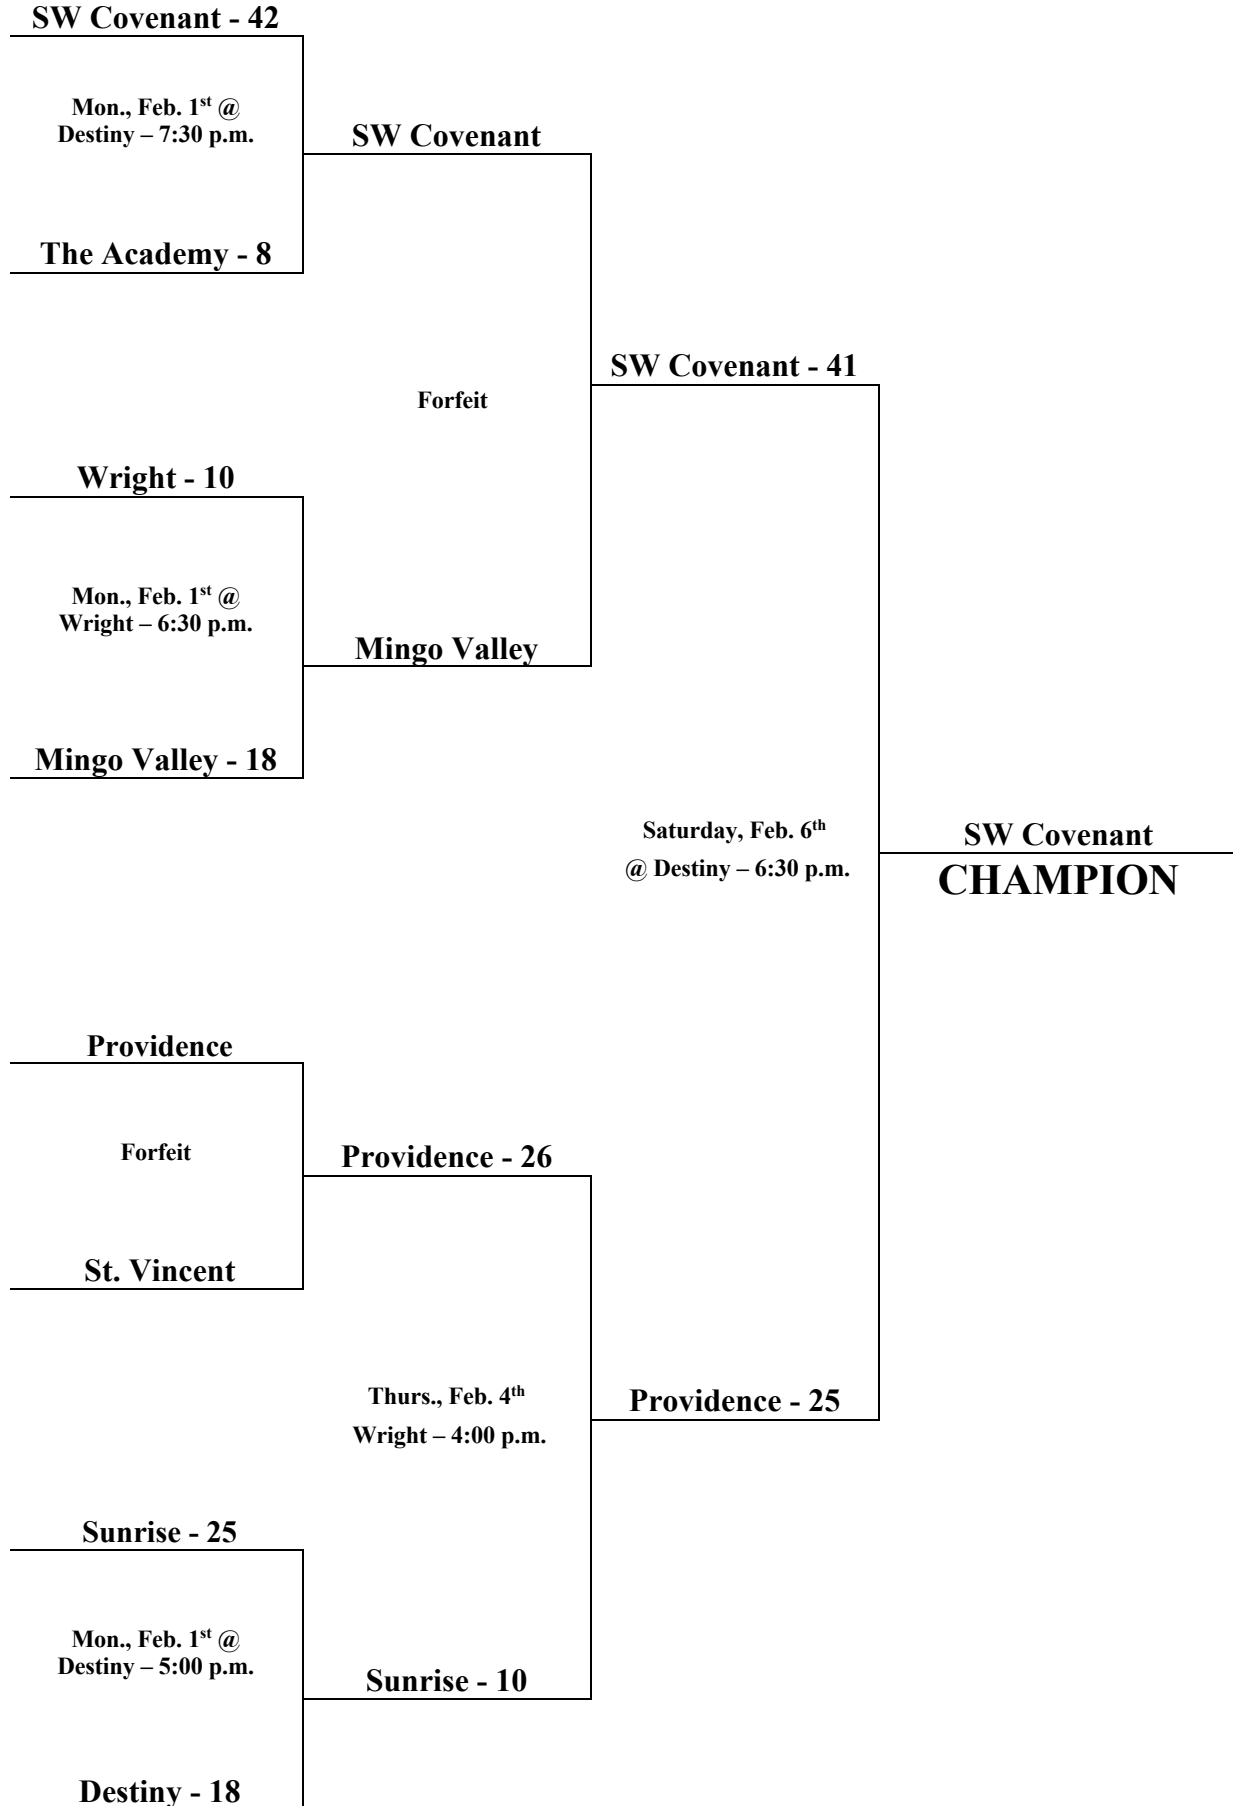 SW Covenant - 42
Mon., Feb. 1st @
Destiny – 7:30 p.m.
SW Covenant
The Academy - 8
SW Covenant - 41
Forfeit
Wright - 10
Mon., Feb. 1st @
Wright – 6:30 p.m.
Mingo Valley
Mingo Valley - 18
Saturday, Feb. 6th
@ Destiny – 6:30 p.m.
SW Covenant
CHAMPION
Providence
Forfeit
Providence - 26
St. Vincent
Thurs., Feb. 4th
Wright – 4:00 p.m.
Providence - 25
Sunrise - 25
Mon., Feb. 1st @
Destiny – 5:00 p.m.
Sunrise - 10
Destiny - 18